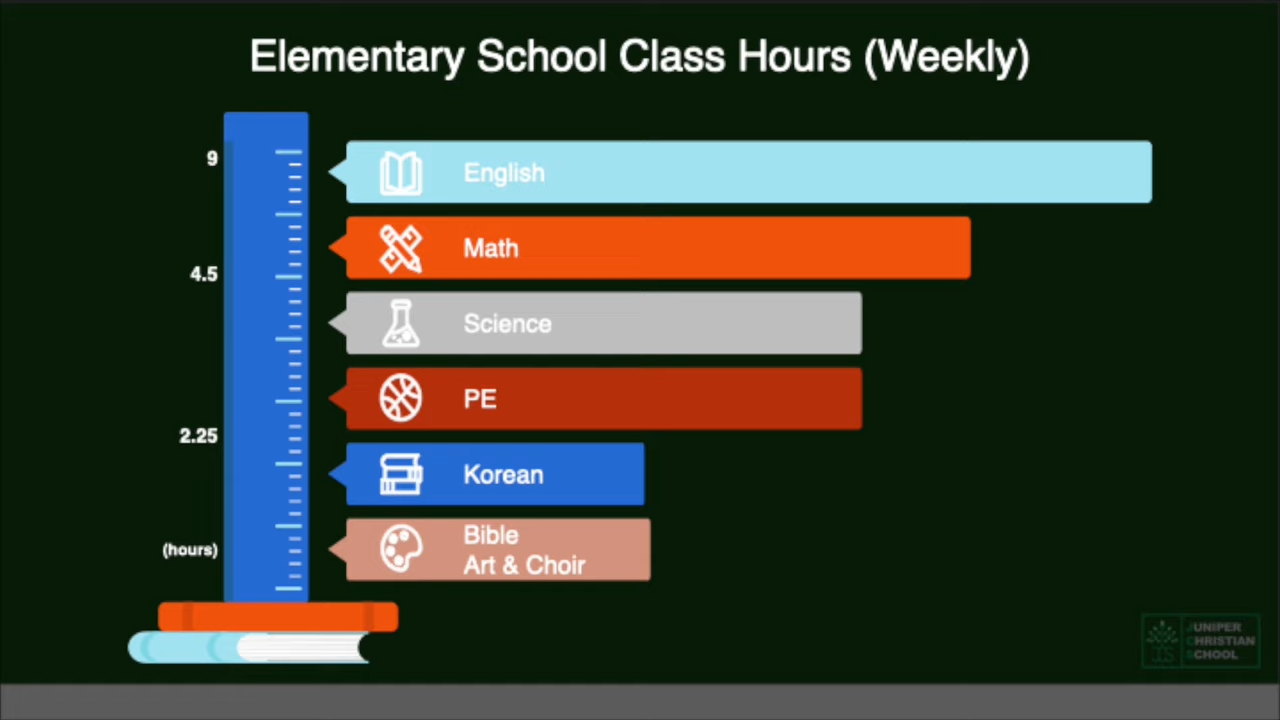 Elementary School Class Hours (Weekly)
9
English
Math
4.5
Science
PE
2.25
Korean
(hours)
Bible
Art & Choir
JUNIPER
CHRISTIAN
SCHOOL
JCS